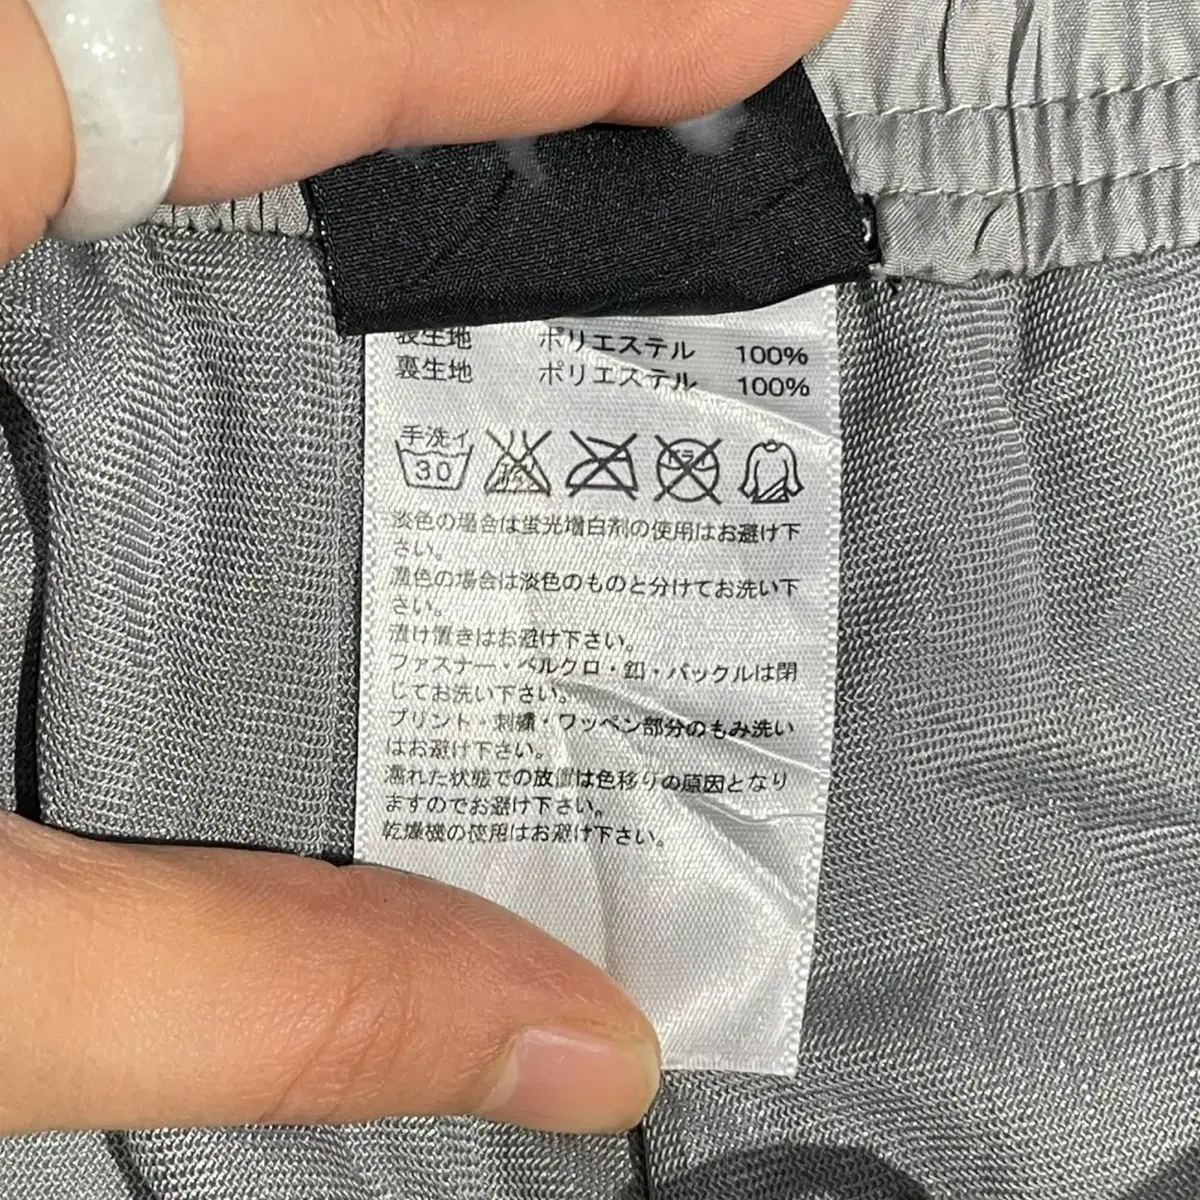 表生地 ポリエステル 100%
裏生地 ポリエステル 100%
手洗イ
30
淡色の場合は蛍光増白剤の使用はお避け下
さい。
濃色の場合は淡色のものと分けてお洗い下
さい。
漬け置きはお避け下さい。
ファスナー・ベルクロ・釦・バックルは閉
じてお洗い下さい。
プリント・刺繍・ワッペン部分のもみ洗い
はお避け下さい。
濡れた状態での放置は色移りの原因となり
ますのでお避け下さい。
乾燥機の使用はお避け下さい。